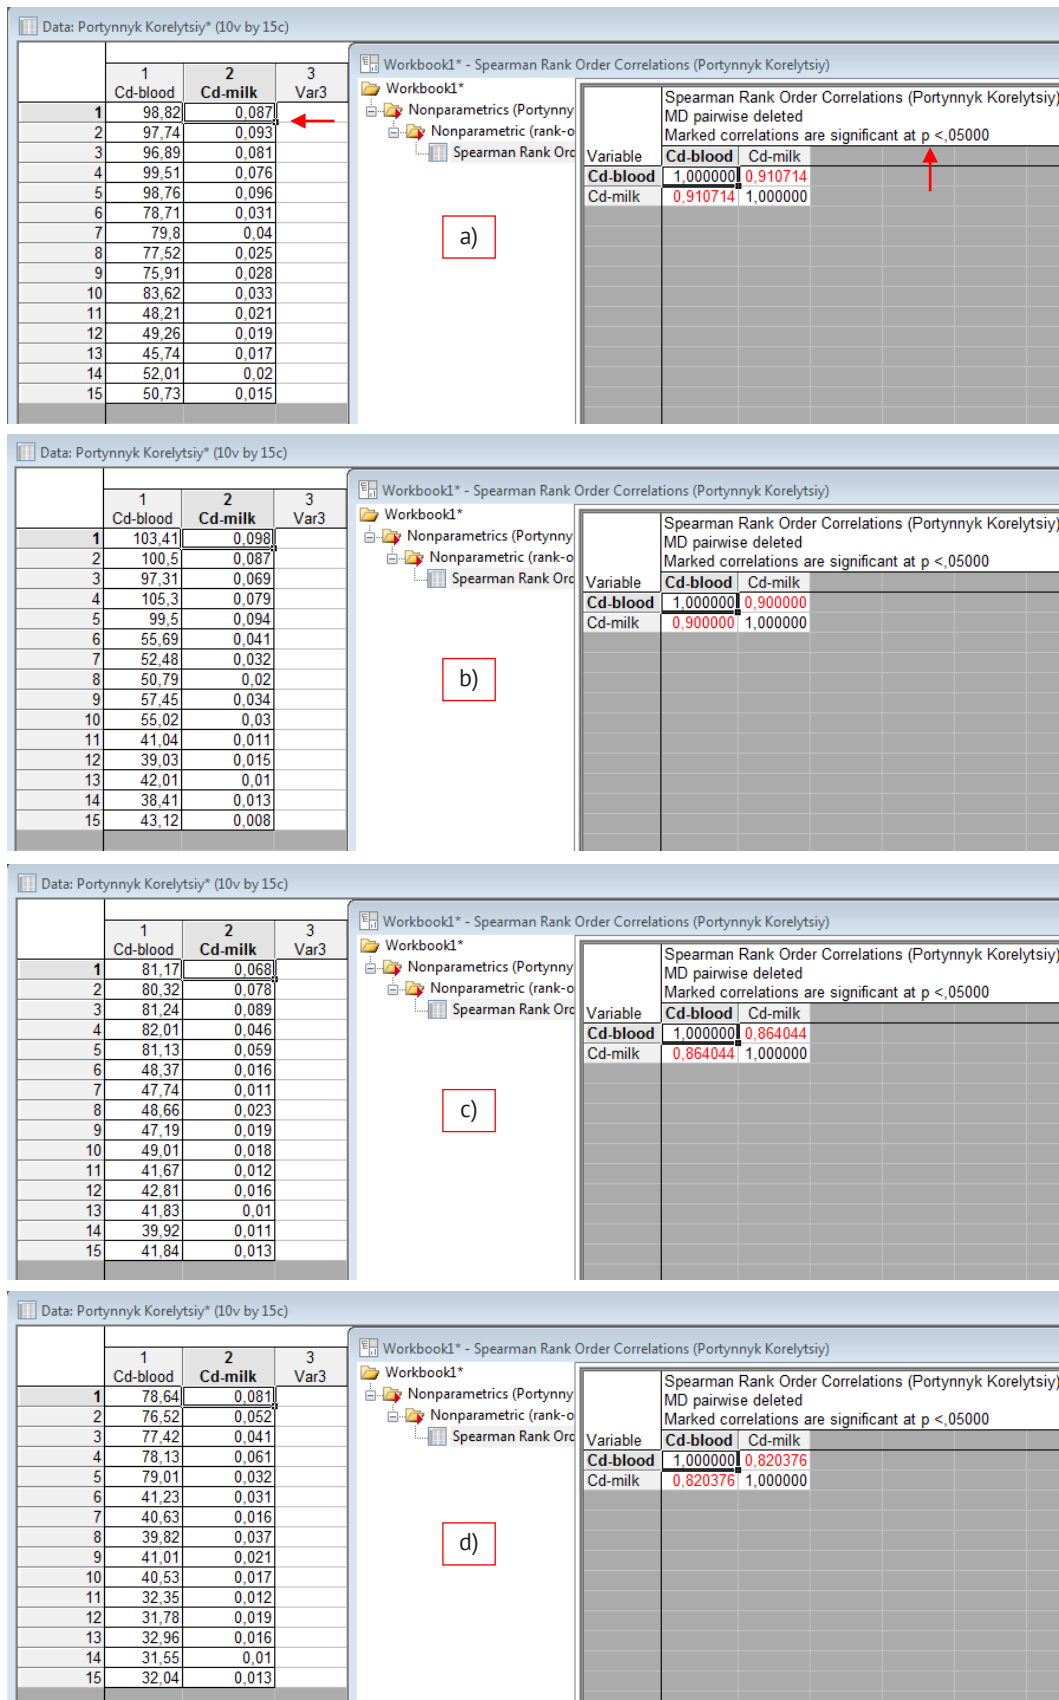 Data: Portynnyk Korelytsiy* (10v by 15c)
1 2 3
Cd-blood Cd-milk Var3
1 98,82 0,087
2 97,74 0,093
3 96,89 0,081
4 99,51 0,076
5 98,76 0,096
6 78,71 0,031
7 79,8 0,04
8 77,52 0,025
9 75,91 0,028
10 83,62 0,033
11 48,21 0,021
12 49,26 0,019
13 45,74 0,017
14 52,01 0,02
15 50,73 0,015
Workbook1* - Spearman Rank Order Correlations (Portynnyk Korelytsiy)
Workbook1*
Nonparametrics (Portynny
Nonparametric (rank-o
Spearman Rank Ord
a)
Spearman Rank Order Correlations (Portynnyk Korelytsiy)
MD pairwise deleted
Marked correlations are significant at p <,05000
Variable Cd-blood Cd-milk
Cd-blood 1,000000 0,910714
Cd-milk 0,910714 1,000000
Data: Portynnyk Korelytsiy* (10v by 15c)
1 2 3
Cd-blood Cd-milk Var3
1 103,41 0,098
2 100,5 0,087
3 97,31 0,069
4 105,3 0,079
5 99,5 0,094
6 55,69 0,041
7 52,48 0,032
8 50,79 0,02
9 57,45 0,034
10 55,02 0,03
11 41,04 0,011
12 39,03 0,015
13 42,01 0,01
14 38,41 0,013
15 43,12 0,008
Workbook1* - Spearman Rank Order Correlations (Portynnyk Korelytsiy)
Workbook1*
Nonparametrics (Portynny
Nonparametric (rank-o
Spearman Rank Ord
b)
Spearman Rank Order Correlations (Portynnyk Korelytsiy)
MD pairwise deleted
Marked correlations are significant at p <,05000
Variable Cd-blood Cd-milk
Cd-blood 1,000000 0,900000
Cd-milk 0,900000 1,000000
Data: Portynnyk Korelytsiy* (10v by 15c)
1 2 3
Cd-blood Cd-milk Var3
1 81,17 0,068
2 80,32 0,078
3 81,24 0,089
4 82,01 0,046
5 81,13 0,059
6 48,37 0,016
7 47,74 0,011
8 48,66 0,023
9 47,19 0,019
10 49,01 0,018
11 41,67 0,012
12 42,81 0,016
13 41,83 0,01
14 39,92 0,011
15 41,84 0,013
Workbook1* - Spearman Rank Order Correlations (Portynnyk Korelytsiy)
Workbook1*
Nonparametrics (Portynny
Nonparametric (rank-o
Spearman Rank Ord
c)
Spearman Rank Order Correlations (Portynnyk Korelytsiy)
MD pairwise deleted
Marked correlations are significant at p <,05000
Variable Cd-blood Cd-milk
Cd-blood 1,000000 0,864044
Cd-milk 0,864044 1,000000
Data: Portynnyk Korelytsiy* (10v by 15c)
1 2 3
Cd-blood Cd-milk Var3
1 78,64 0,081
2 76,52 0,052
3 77,42 0,041
4 78,13 0,061
5 79,01 0,032
6 41,23 0,031
7 40,63 0,016
8 39,82 0,037
9 41,01 0,021
10 40,53 0,017
11 32,35 0,012
12 31,78 0,019
13 32,96 0,016
14 31,55 0,01
15 32,04 0,013
Workbook1* - Spearman Rank Order Correlations (Portynnyk Korelytsiy)
Workbook1*
Nonparametrics (Portynny
Nonparametric (rank-o
Spearman Rank Ord
d)
Spearman Rank Order Correlations (Portynnyk Korelytsiy)
MD pairwise deleted
Marked correlations are significant at p <,05000
Variable Cd-blood Cd-milk
Cd-blood 1,000000 0,820376
Cd-milk 0,820376 1,000000